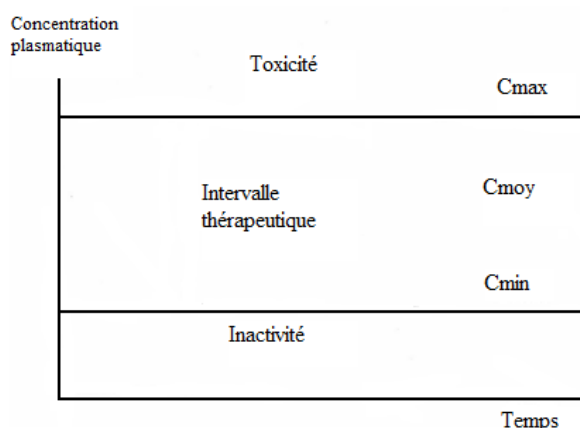 Concentration
plasmatique
Toxicité
Cmax
Intervalle
thérapeutique
Cmoy
Cmin
Inactivité
Temps